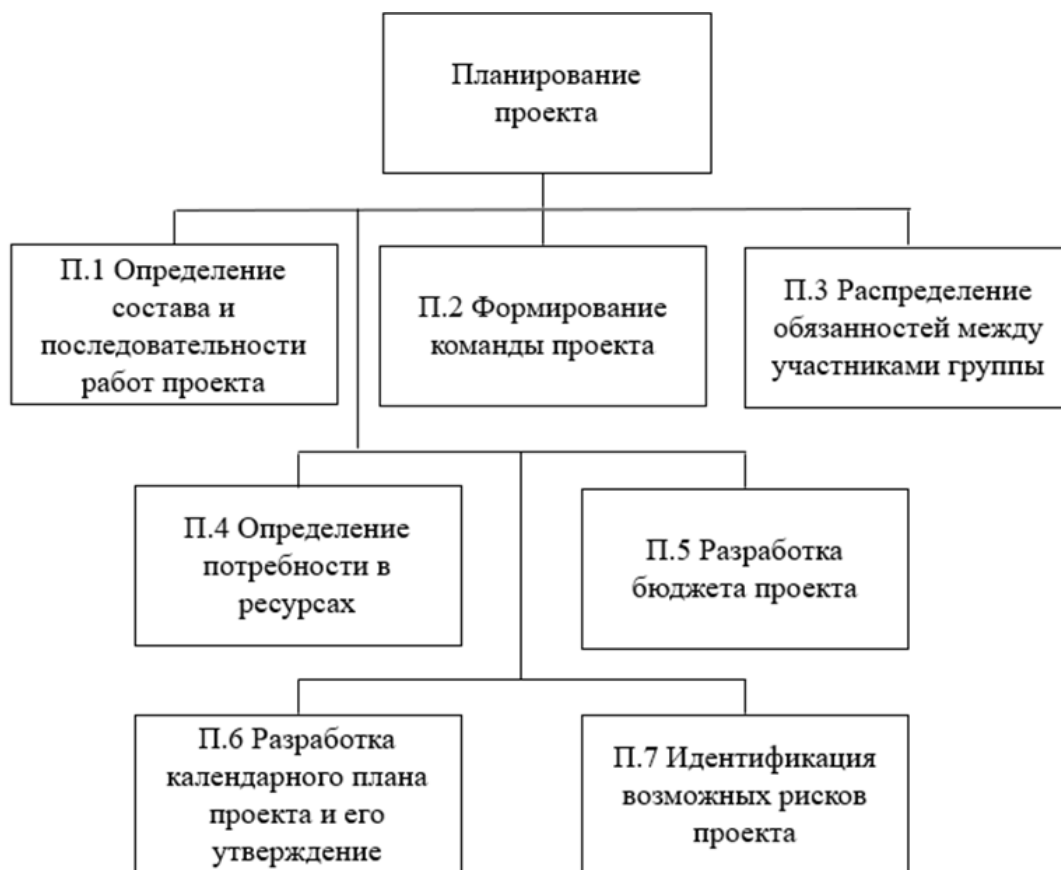 Планирование
проекта
П.1 Определение
состава и
последовательности
работ проекта
П.2 Формирование
команды проекта
П.3 Распределение
обязанностей между
участниками группы
П.4 Определение
потребности в
ресурсах
П.5 Разработка
бюджета проекта
П.6 Разработка
календарного плана
проекта и его
утверждение
П.7 Идентификация
возможных рисков
проекта